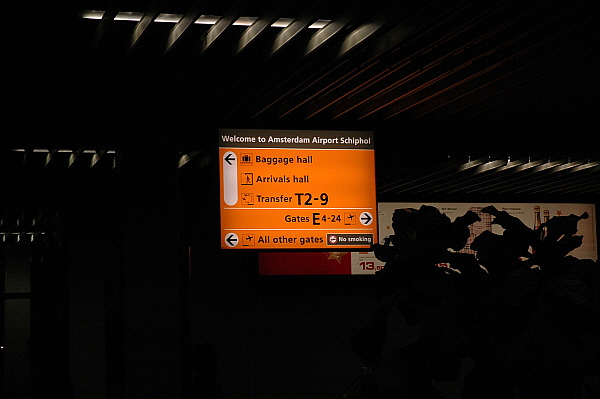 Welcome to Amsterdam Airport Schiphol
Baggage hall
Arrivals hall
Transfer T2-9
Gates E4-24
All other gates No smoking
13